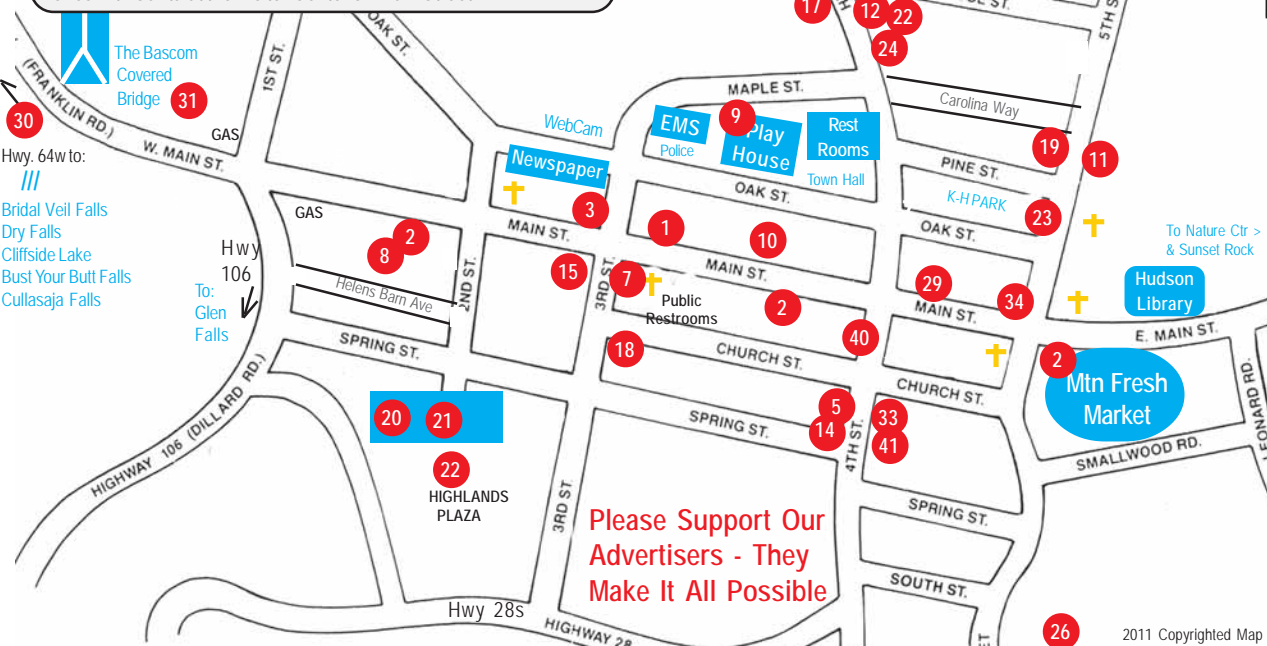 OAK ST.
17
12
22
5TH S
24
The Bascom
Covered
Bridge
31
1ST ST.
(FRANKLIN RD.)
30
GAS
W. MAIN ST.
Hwy. 64w to:
///
Bridal Veil Falls
Dry Falls
Cliffside Lake
Bust Your Butt Falls
Cullasaja Falls
MAPLE ST.
Carolina Way
WebCam
EMS
Police
9
Play
House
Rest
Rooms
Town Hall
19
11
Newspaper
PINE ST.
K-H PARK
OAK ST.
OAK ST.
23
To Nature Ctr >
& Sunset Rock
GAS
3
MAIN ST.
1
10
MAIN ST.
2
8
Hwy
106
To:
Glen
Falls
Helens Barn Ave
2ND ST.
15
3RD ST.
7
Public
Restrooms
2
29
34
MAIN ST.
Hudson
Library
E. MAIN ST.
SPRING ST.
18
CHURCH ST.
40
CHURCH ST.
2
Mtn Fresh
Market
LEONARD RD.
HIGHWAY 106 (DILLARD RD.)
20
21
22
HIGHLANDS
PLAZA
SPRING ST.
5
14
4TH ST.
33
41
SMALLWOOD RD.
3RD ST.
Please Support Our
Advertisers - They
Make It All Possible
SPRING ST.
SOUTH ST.
Hwy 28s
HIGHWAY 28
26
2011 Copyrighted Map